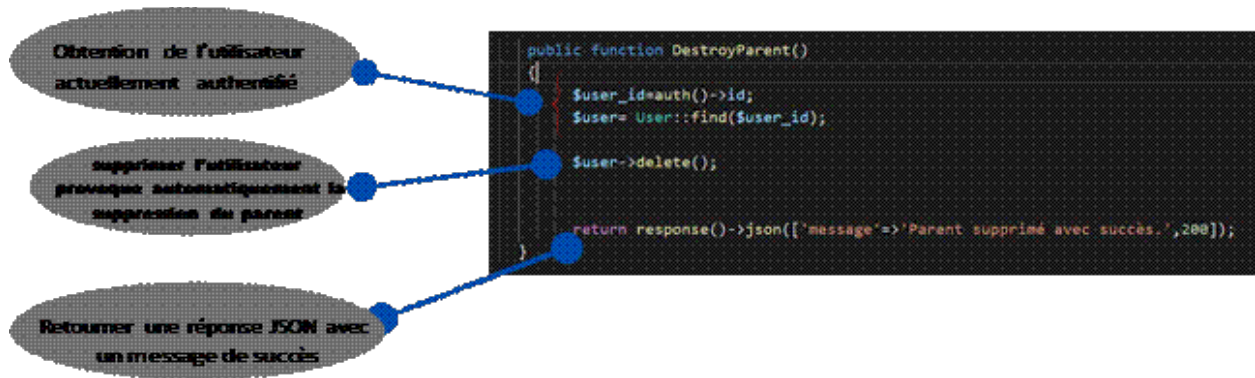 Obtention de l'utilisateur
actuellement authentifié
supprimer l'utilisateur
provoque automatiquement la
suppression du parent
Retourner une réponse JSON avec
un message de succès
public function DestroyParent()
{
$user_id=auth()->id;
$user= User::find($user_id);
$user->delete();
return response()->json(['message'=>'Parent supprimé avec succès.',200]);
}